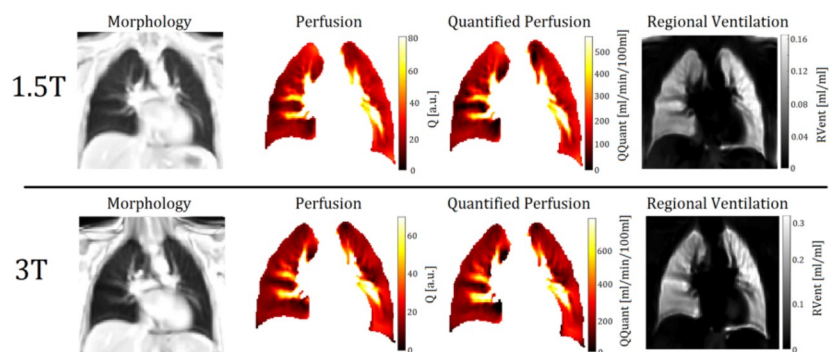 Morphology Perfusion Quantified Perfusion Regional Ventilation
1.5T
80
60
40
20
0
Q [a.u.]
500
400
300
200
100
0
QQuant [ml/min/100ml]
0.16
0.12
0.08
0.04
RVent [ml/ml]
Morphology Perfusion Quantified Perfusion Regional Ventilation
3T
60
40
20
0
Q [a.u.]
600
400
200
0
QQuant [ml/min/100ml]
0.3
0.2
0.1
RVent [ml/ml]